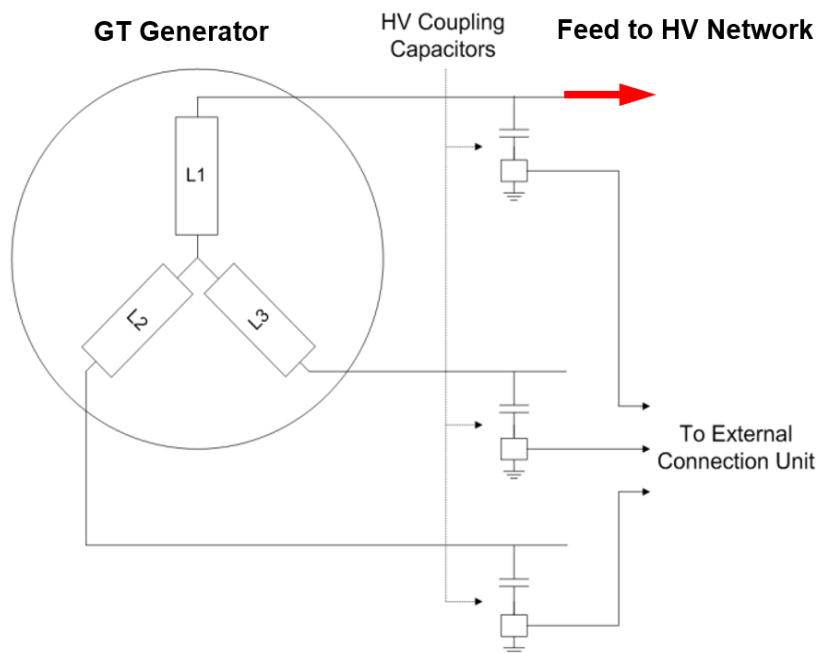 GT Generator
HV Coupling
Capacitors
Feed to HV Network
L1
L2
L3
To External
Connection Unit